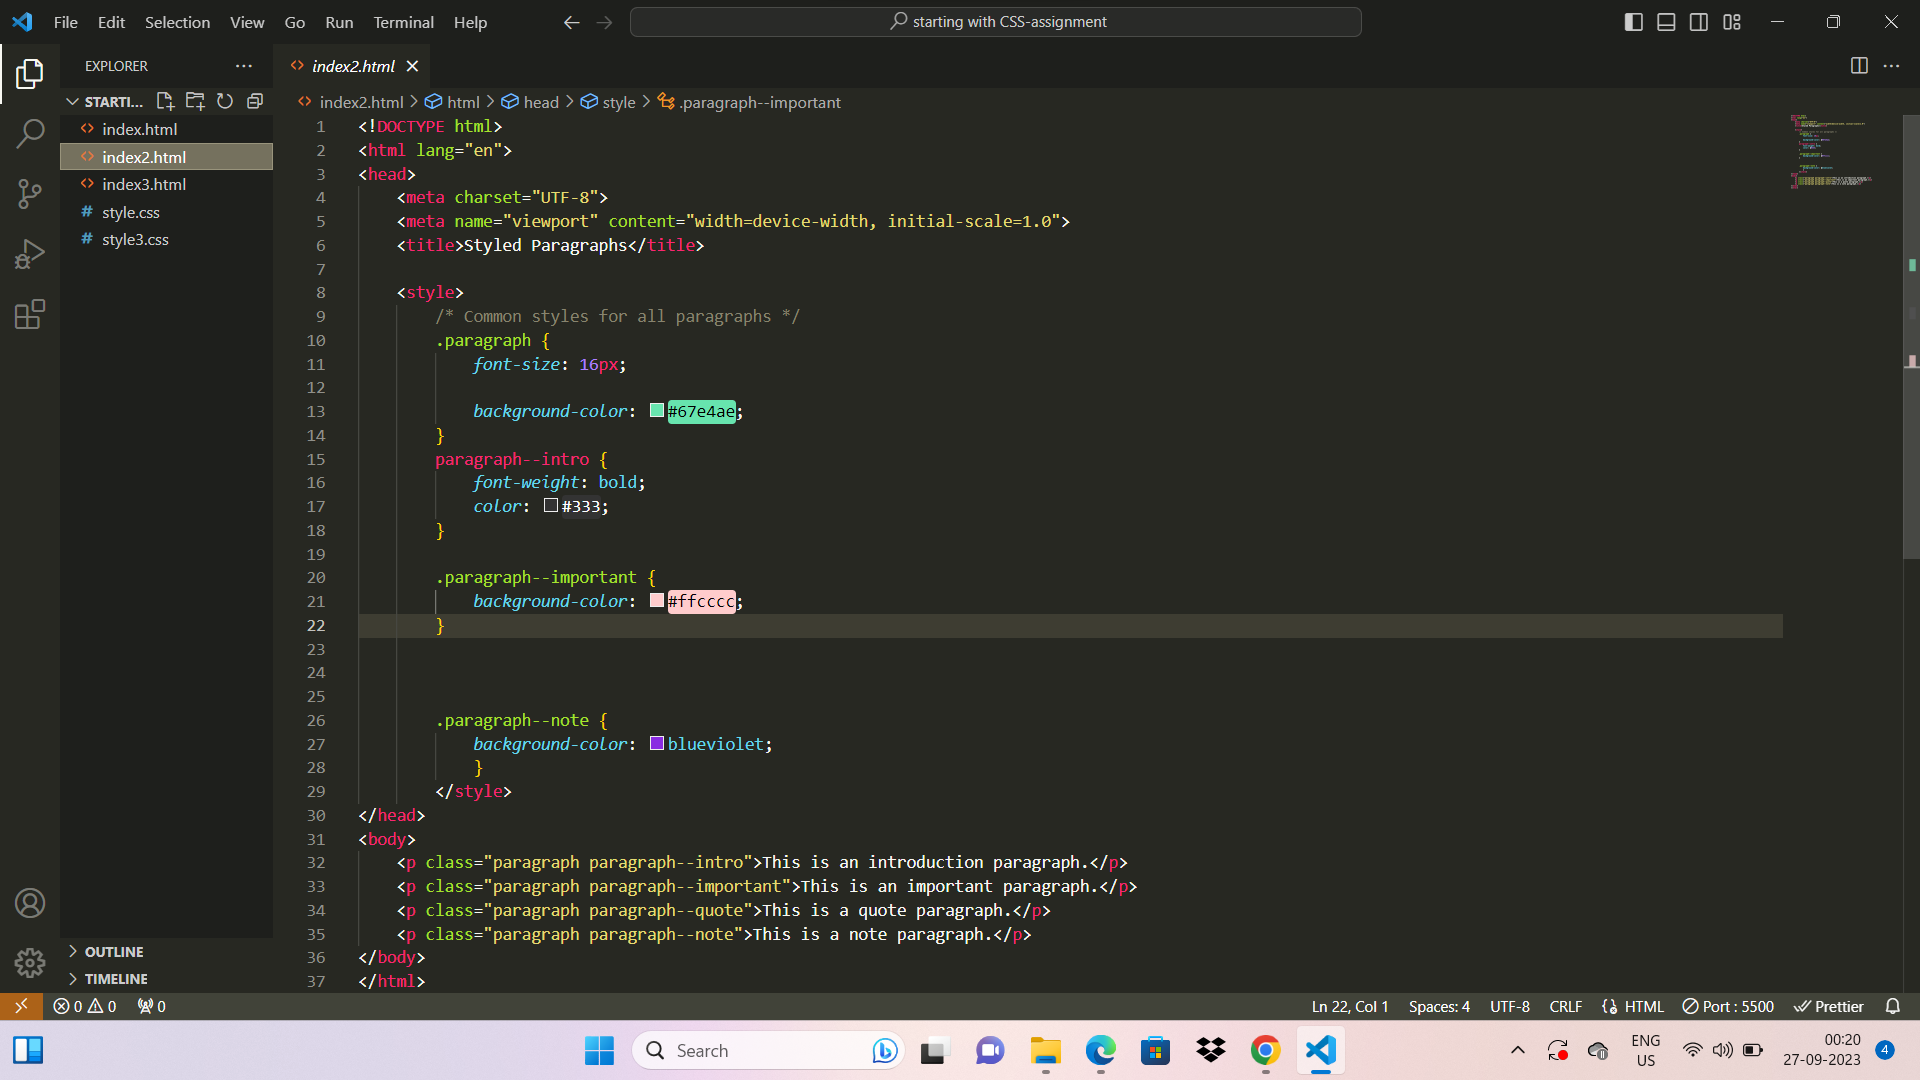 File Edit Selection View Go Run Terminal Help
starting with CSS-assignment
EXPLORER
STARTI...
index.html
index2.html
index3.html
# style.css
# style3.css
OUTLINE
TIMELINE
index2.html
index2.html > html > head > style > .paragraph--important
1 <!DOCTYPE html>
2 <html lang="en">
3 <head>
4 <meta charset="UTF-8">
5 <meta name="viewport" content="width=device-width, initial-scale=1.0">
6 <title>Styled Paragraphs</title>
7
8 <style>
9 /* Common styles for all paragraphs */
10 .paragraph {
11 font-size: 16px;
12
13 background-color: #67e4ae;
14 }
15 paragraph--intro {
16 font-weight: bold;
17 color: #333;
18 }
19
20 .paragraph--important {
21 background-color: #ffcccc;
22 }
23
24
25
26 .paragraph--note {
27 background-color: blueviolet;
28 }
29 </style>
30 </head>
31 <body>
32 <p class="paragraph paragraph--intro">This is an introduction paragraph.</p>
33 <p class="paragraph paragraph--important">This is an important paragraph.</p>
34 <p class="paragraph paragraph--quote">This is a quote paragraph.</p>
35 <p class="paragraph paragraph--note">This is a note paragraph.</p>
36 </body>
37 </html>
0 0 0
Ln 22, Col 1 Spaces: 4 UTF-8 CRLF HTML Port : 5500 Prettier
Search
ENG
US
00:20
27-09-2023
4